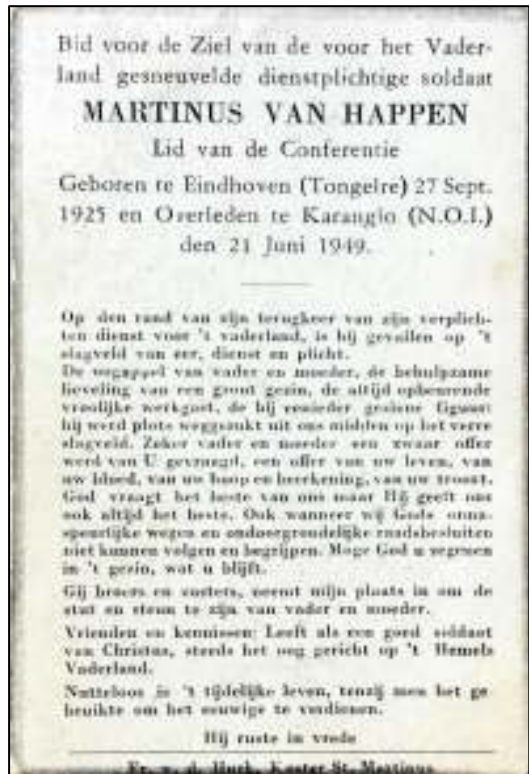 Bid voor de Ziel van de voor het Vader-
land gesneuvelde dienstplichtige soldaat
MARTINUS VAN HAPPEN
Lid van de Conferentie
Geboren te Eindhoven (Tongelre) 27 Sept.
1925 en Overleden te Karanglo (N.O.I.)
den 21 Juni 1949.
Op den rand van zijn terugkeer van zijn verplich-
ten dienst voor 't vaderland, is hij gevallen op 't
slagveld van eer, dienst en plicht.
De oogappel van vader en moeder, de behulpzame
lieveling van een groot gezin, de altijd opbeurende
vroolijke werkgast, de bij eenieder geziene figuur:
hij werd plots weggerukt uit ons midden op het verre
slagveld. Zeker vader en moeder een zwaar offer
werd van U gevraagd, een offer van uw leven, van
uw bloed, van uw hoop en berekening, van uw troost.
God vraagt het beste van ons maar Hij geeft ons
ook altijd het beste. Ook wanneer wij Gods onna-
speurlijke wegen en ondoorgrondelijke raadsbesluiten
niet kunnen volgen en begrijpen. Moge God u zegenen
in 't gezin, wat u blijft.
Gij broers en zusters, neemt mijn plaats in om de
stut en steun te zijn van vader en moeder.
Vrienden en kennissen: Leeft als een goed soldaat
van Christus, steeds het oog gericht op 't Hemels
Vaderland.
Nutteloos is 't tijdelijke leven, tenzij men het ge
bruikte om het eeuwige te verdienen.
Hij ruste in vrede
Fr. v. d. Hurk, Koster St. Martinus